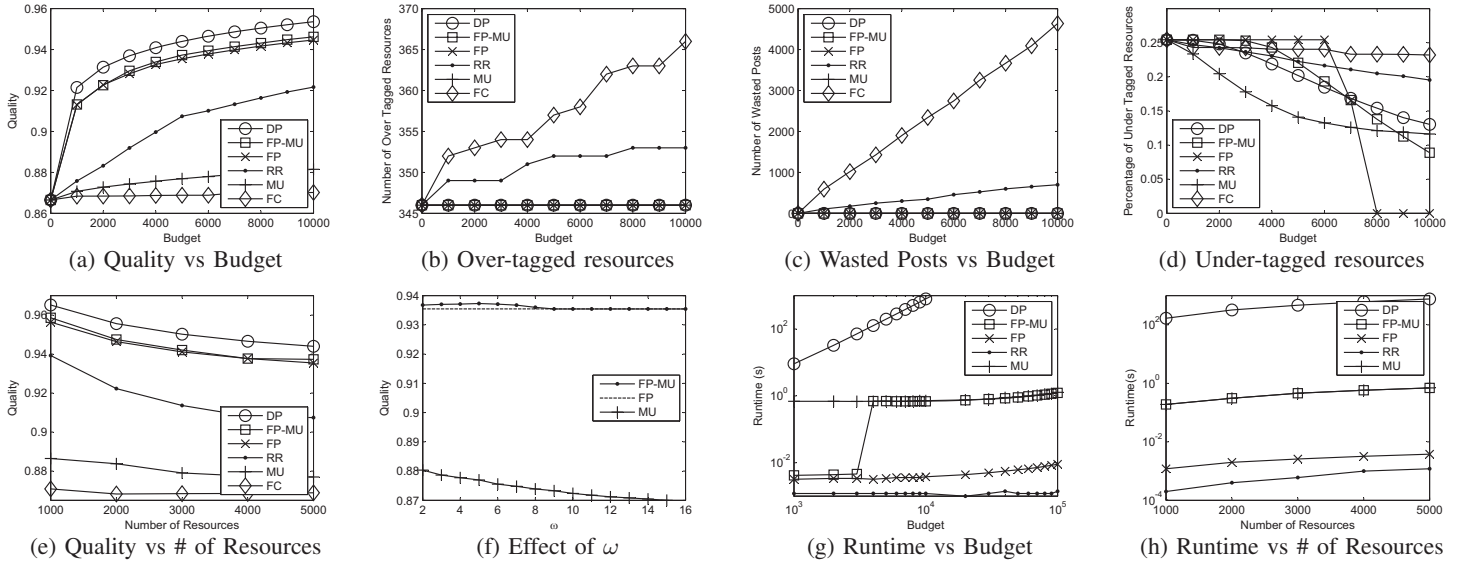 0.96
0.94
0.92
0.9
0.88
0.86
0
2000
4000
6000
8000
10000
Quality
Budget
DP
FP-MU
FP
RR
MU
FC
(a) Quality vs Budget
370
365
360
355
350
345
0
2000
4000
6000
8000
10000
Number of Over Tagged Resources
Budget
DP
FP-MU
FP
RR
MU
FC
(b) Over-tagged resources
5000
4000
3000
2000
1000
0
0
2000
4000
6000
8000
10000
Number of Wasted Posts
Budget
DP
FP-MU
FP
RR
MU
FC
(c) Wasted Posts vs Budget
0.3
0.25
0.2
0.15
0.1
0.05
0
0
2000
4000
6000
8000
10000
Percentage of Under Tagged Resources
Budget
DP
FP-MU
FP
RR
MU
FC
(d) Under-tagged resources
0.96
0.94
0.92
0.9
0.88
1000
2000
3000
4000
5000
Quality
Number of Resources
DP
FP-MU
FP
RR
MU
FC
(e) Quality vs # of Resources
0.94
0.93
0.92
0.91
0.9
0.89
0.88
0.87
2
4
6
8
10
12
14
16
Quality
ω
FP-MU
FP
MU
(f) Effect of ω
10²
10⁰
10⁻²
10³
10⁴
10⁵
Runtime (s)
Budget
DP
FP-MU
FP
RR
MU
(g) Runtime vs Budget
10²
10⁰
10⁻²
10⁻⁴
1000
2000
3000
4000
5000
Runtime(s)
Number of Resources
DP
FP-MU
FP
RR
MU
(h) Runtime vs # of Resources